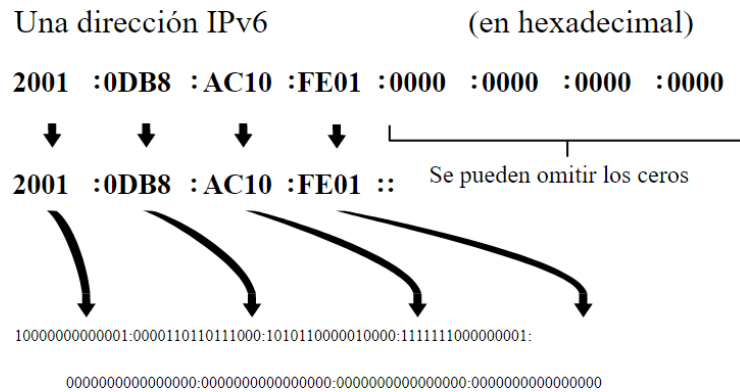 Una dirección IPv6 (en hexadecimal)
2001 :0DB8 :AC10 :FE01 :0000 :0000 :0000 :0000
Se pueden omitir los ceros
2001 :0DB8 :AC10 :FE01 ::
10000000000001:0000110110111000:1010110000010000:1111111000000001:
0000000000000000:0000000000000000:0000000000000000:0000000000000000